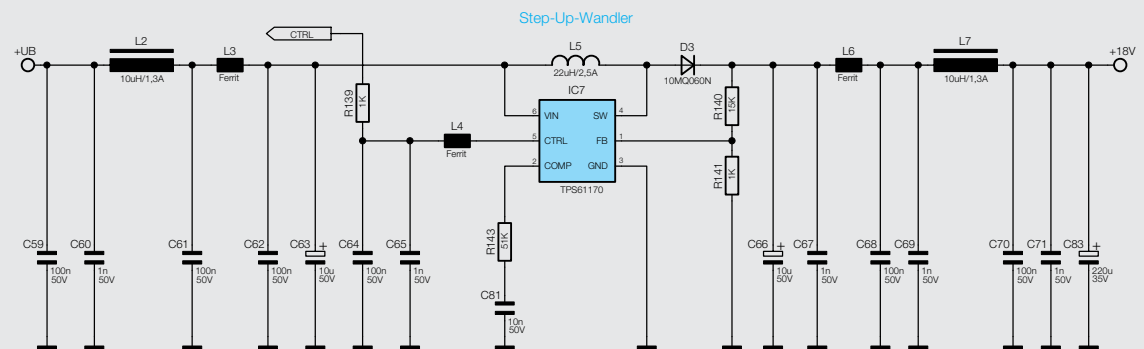 Step-Up-Wandler
CTRL
+UB
L2
10uH/1,3A
L3
Ferrit
R139
1K
L4
Ferrit
L5
22uH/2,5A
D3
10MQ060N
IC7
6 VIN
SW 4
5 CTRL
FB 1
2 COMP
GND 3
TPS61170
R140
15K
R141
1K
L6
Ferrit
L7
10uH/1,3A
+18V
R143
51K
C59
100n
50V
C60
1n
50V
C61
100n
50V
C62
100n
50V
C63
+
10u
50V
C64
100n
50V
C65
1n
50V
C81
10n
50V
C66
+
10u
50V
C67
1n
50V
C68
100n
50V
C69
1n
50V
C70
100n
50V
C71
1n
50V
C83
+
220u
35V